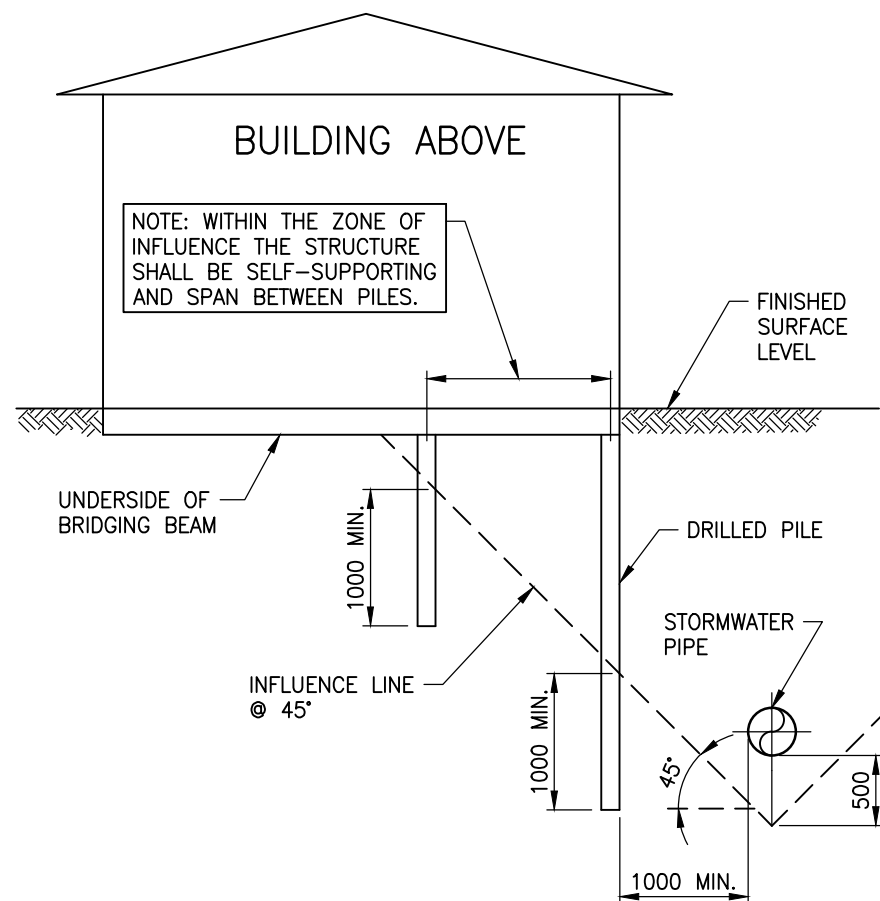 BUILDING ABOVE
NOTE: WITHIN THE ZONE OF
INFLUENCE THE STRUCTURE
SHALL BE SELF-SUPPORTING
AND SPAN BETWEEN PILES.
FINISHED
SURFACE
LEVEL
UNDERSIDE OF
BRIDGING BEAM
1000 MIN.
DRILLED PILE
STORMWATER
PIPE
INFLUENCE LINE
@ 45°
1000 MIN.
45°
500
1000 MIN.